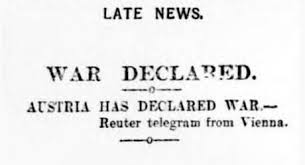 LATE NEWS.
WAR DECLARED.
AUSTRIA HAS DECLARED WAR.—
Reuter telegram from Vienna.